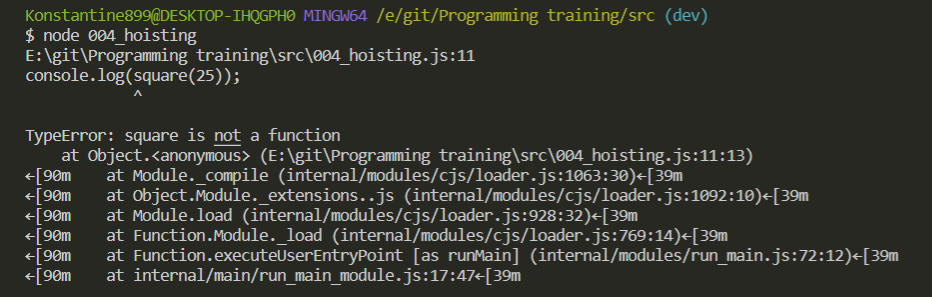 Konstantine899@DESKTOP-IHQGPH0 MINGW64 /e/git/Programming training/src (dev)
$ node 004_hoisting
E:\git\Programming training\src\004_hoisting.js:11
console.log(square(25));
            ^
TypeError: square is not a function
    at Object.<anonymous> (E:\git\Programming training\src\004_hoisting.js:11:13)
←[90m    at Module._compile (internal/modules/cjs/loader.js:1063:30)←[39m
←[90m    at Object.Module._extensions..js (internal/modules/cjs/loader.js:1092:10)←[39m
←[90m    at Module.load (internal/modules/cjs/loader.js:928:32)←[39m
←[90m    at Function.Module._load (internal/modules/cjs/loader.js:769:14)←[39m
←[90m    at Function.executeUserEntryPoint [as runMain] (internal/modules/run_main.js:72:12)←[39m
←[90m    at internal/main/run_main_module.js:17:47←[39m